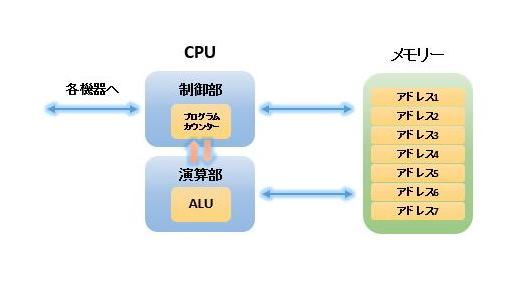 CPU
メモリー
各機器へ
制御部
プログラム
カウンター
演算部
ALU
アドレス1
アドレス2
アドレス3
アドレス4
アドレス5
アドレス6
アドレス7